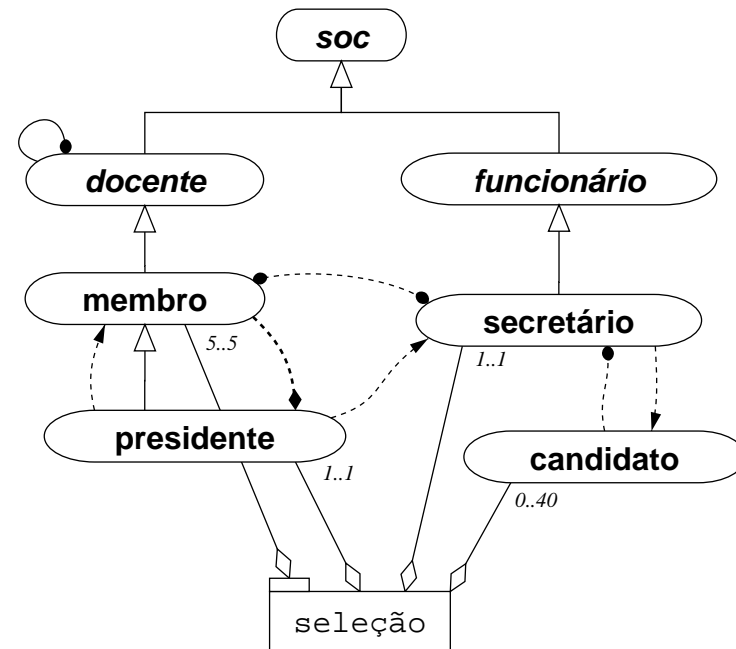 soc
docente
funcionário
membro
secretário
5..5
1..1
presidente
candidato
1..1
0..40
seleção